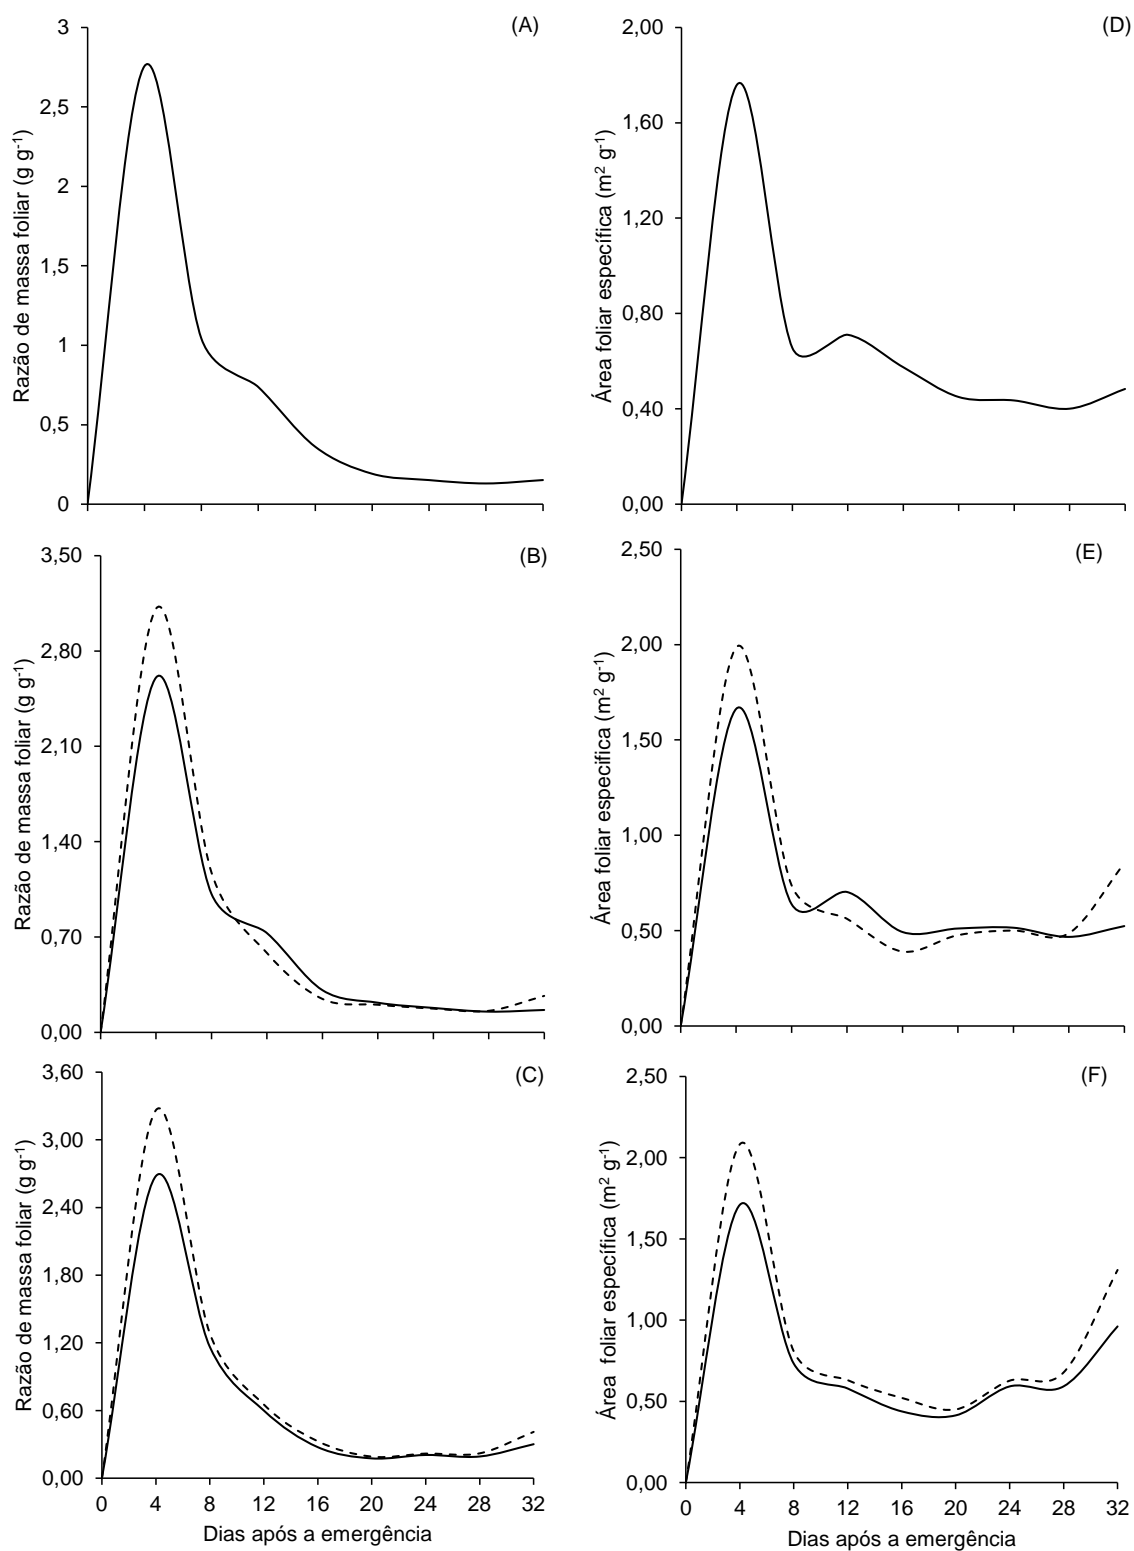 (A)
3
2,5
2
1,5
1
0,5
0
Razão de massa foliar (g g-1)
(D)
2,00
1,60
1,20
0,80
0,40
0,00
Área foliar específica (m2 g-1)
(B)
3,50
2,80
2,10
1,40
0,70
0,00
Razão de massa foliar (g g-1)
(E)
2,50
2,00
1,50
1,00
0,50
0,00
Área foliar específica (m2 g-1)
(C)
3,60
3,00
2,40
1,80
1,20
0,60
0,00
Razão de massa foliar (g g-1)
0 4 8 12 16 20 24 28 32
Dias após a emergência
(F)
2,50
2,00
1,50
1,00
0,50
0,00
Área foliar específica (m2 g-1)
0 4 8 12 16 20 24 28 32
Dias após a emergência